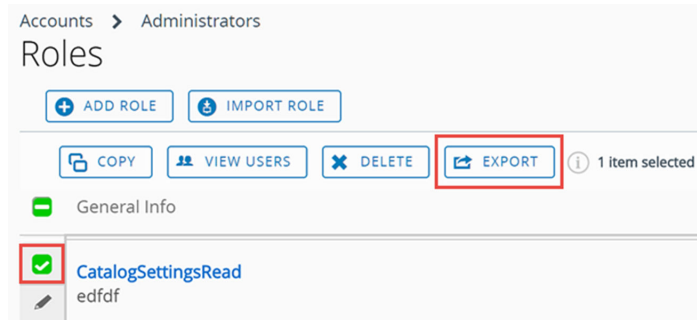 Accounts > Administrators
Roles
ADD ROLE IMPORT ROLE
COPY VIEW USERS DELETE EXPORT i 1 item selected
General Info
CatalogSettingsRead
edfdf